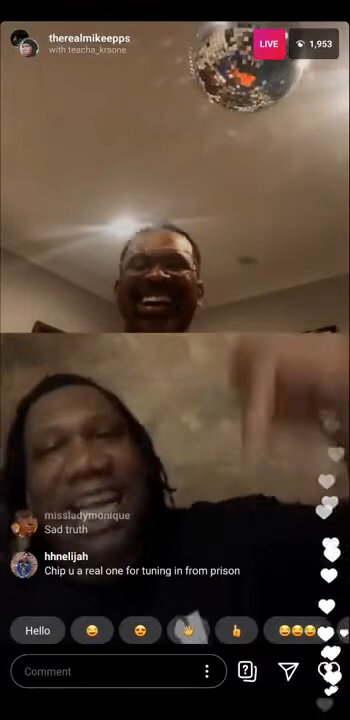 therealmikeepps
with teacha_krsone
LIVE
1,953
missladymonique
Sad truth
hhnelijah
Chip u a real one for tuning in from prison
Hello
Comment